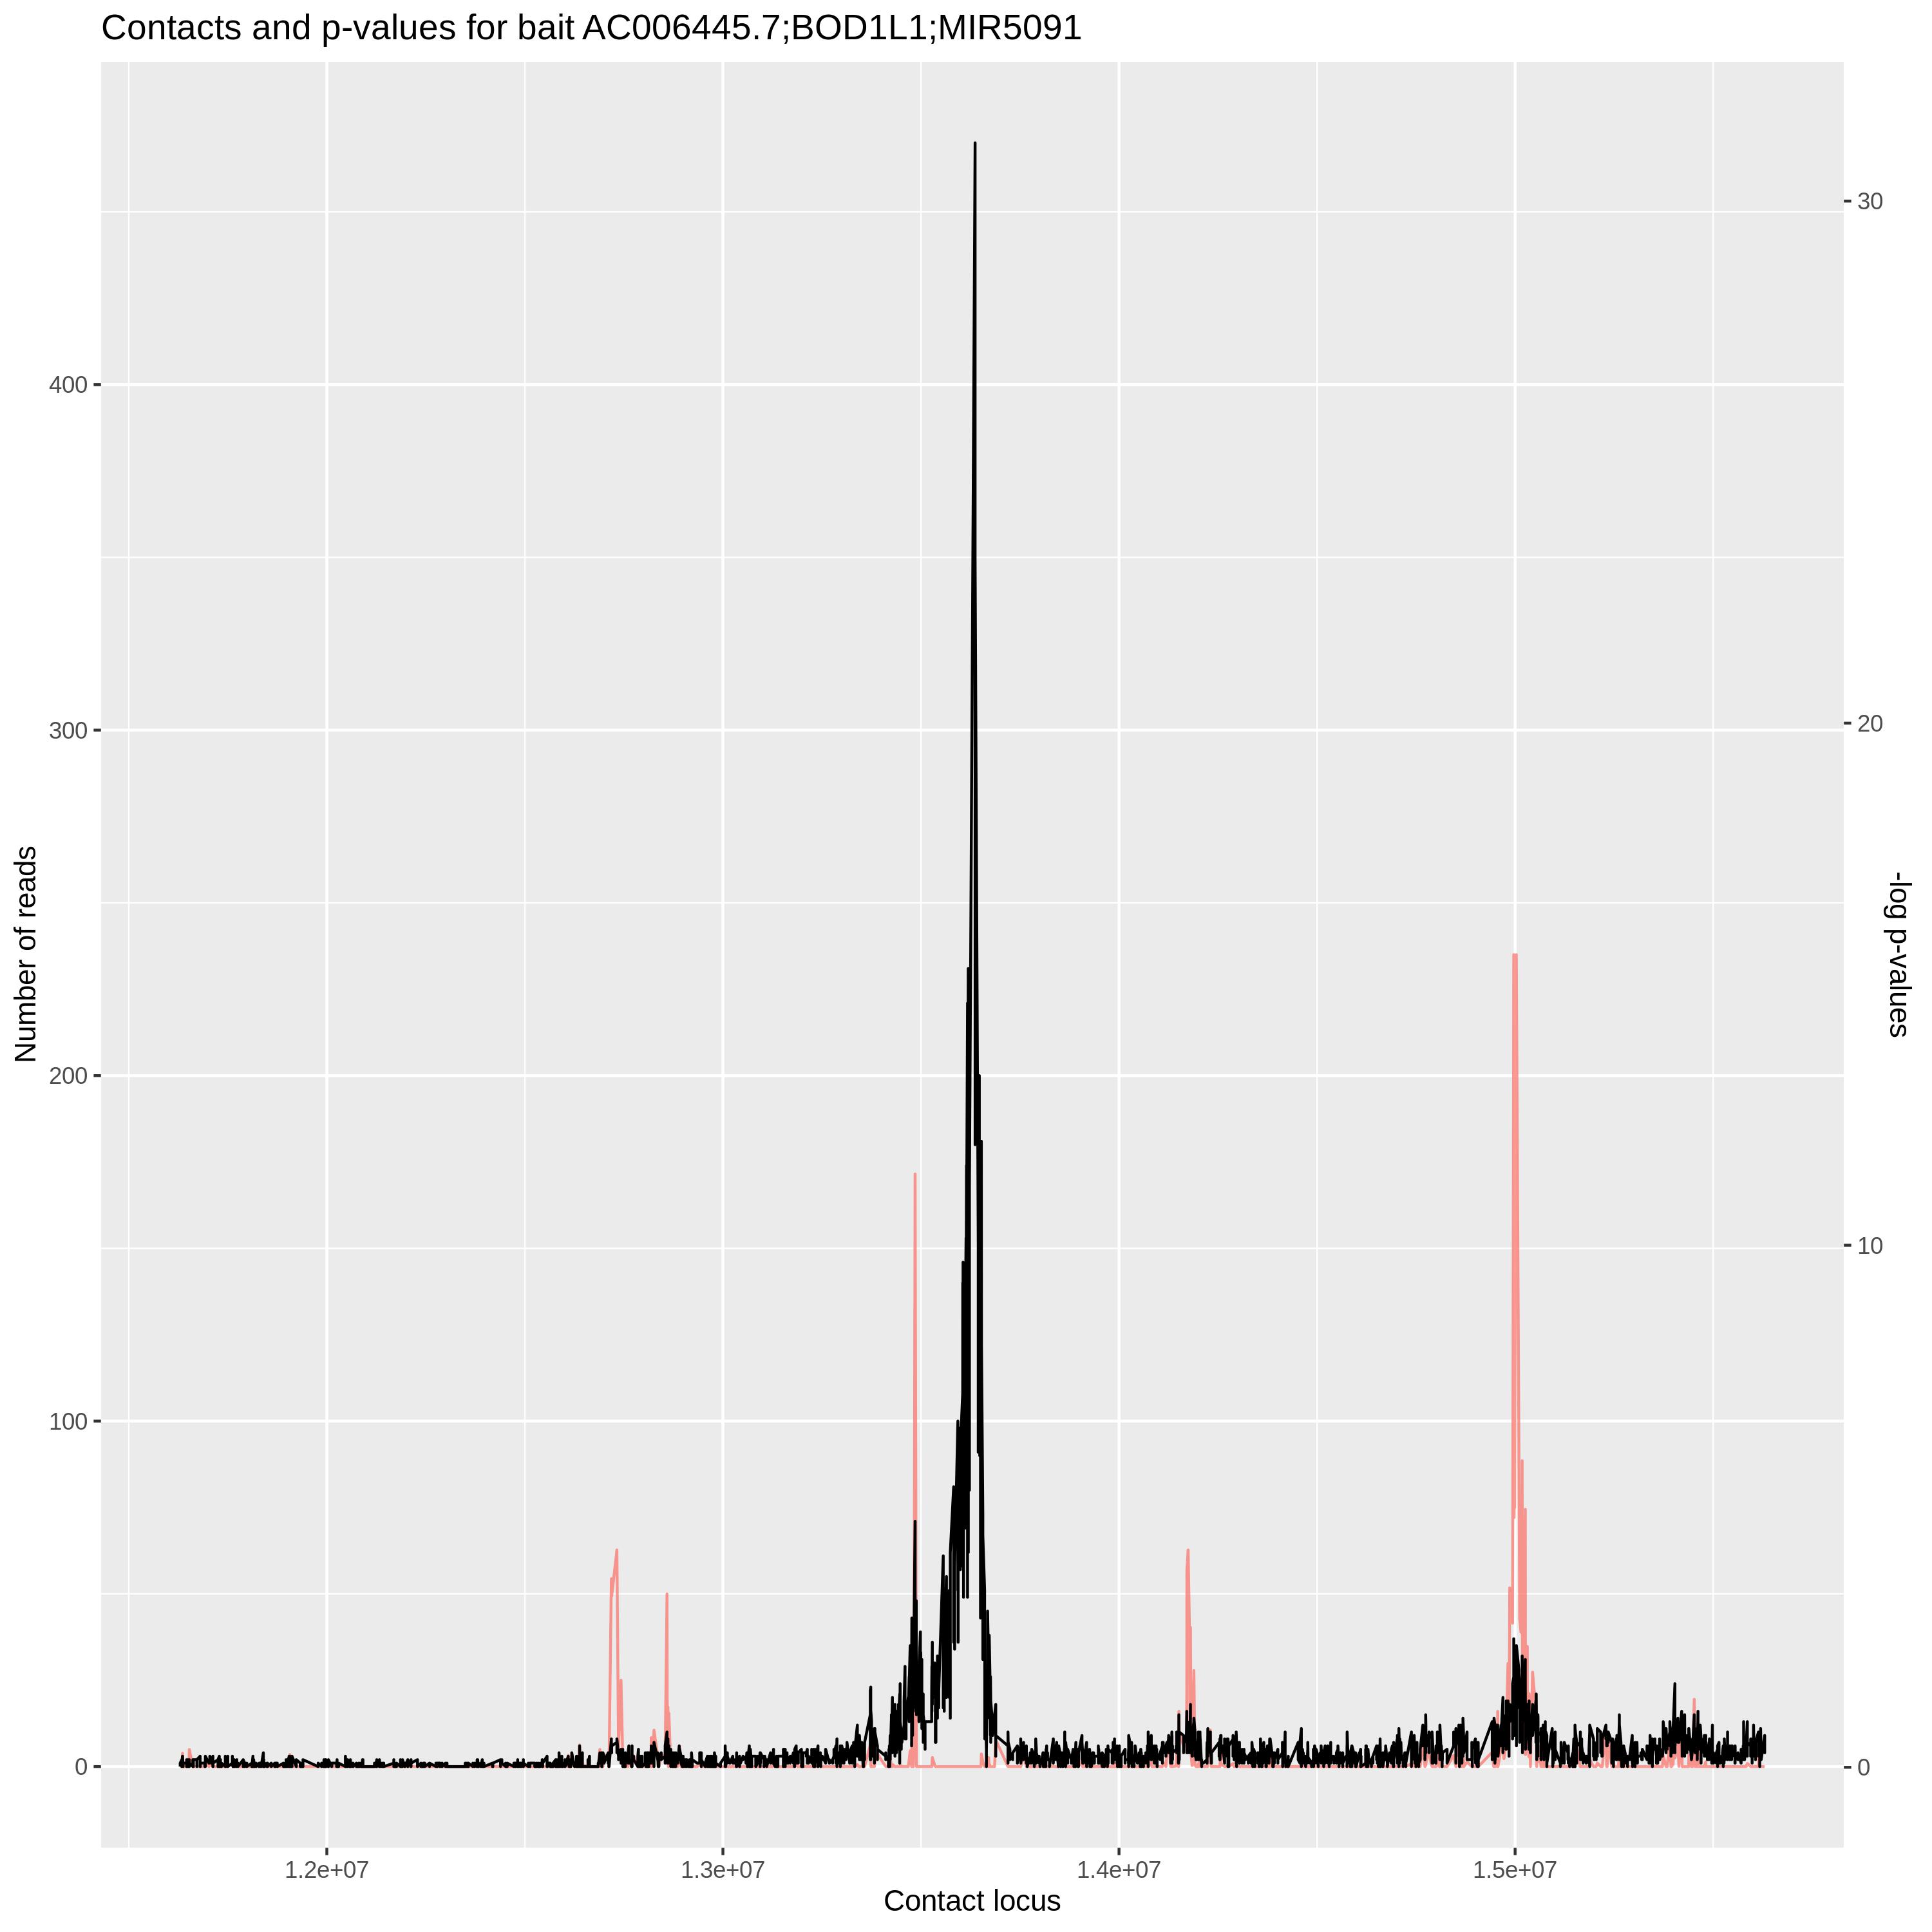 Contacts and p-values for bait AC006445.7;BOD1L1;MIR5091
Number of reads
400
300
200
100
0
30
20
10
0
-log p-values
1.2e+07
1.3e+07
1.4e+07
1.5e+07
Contact locus